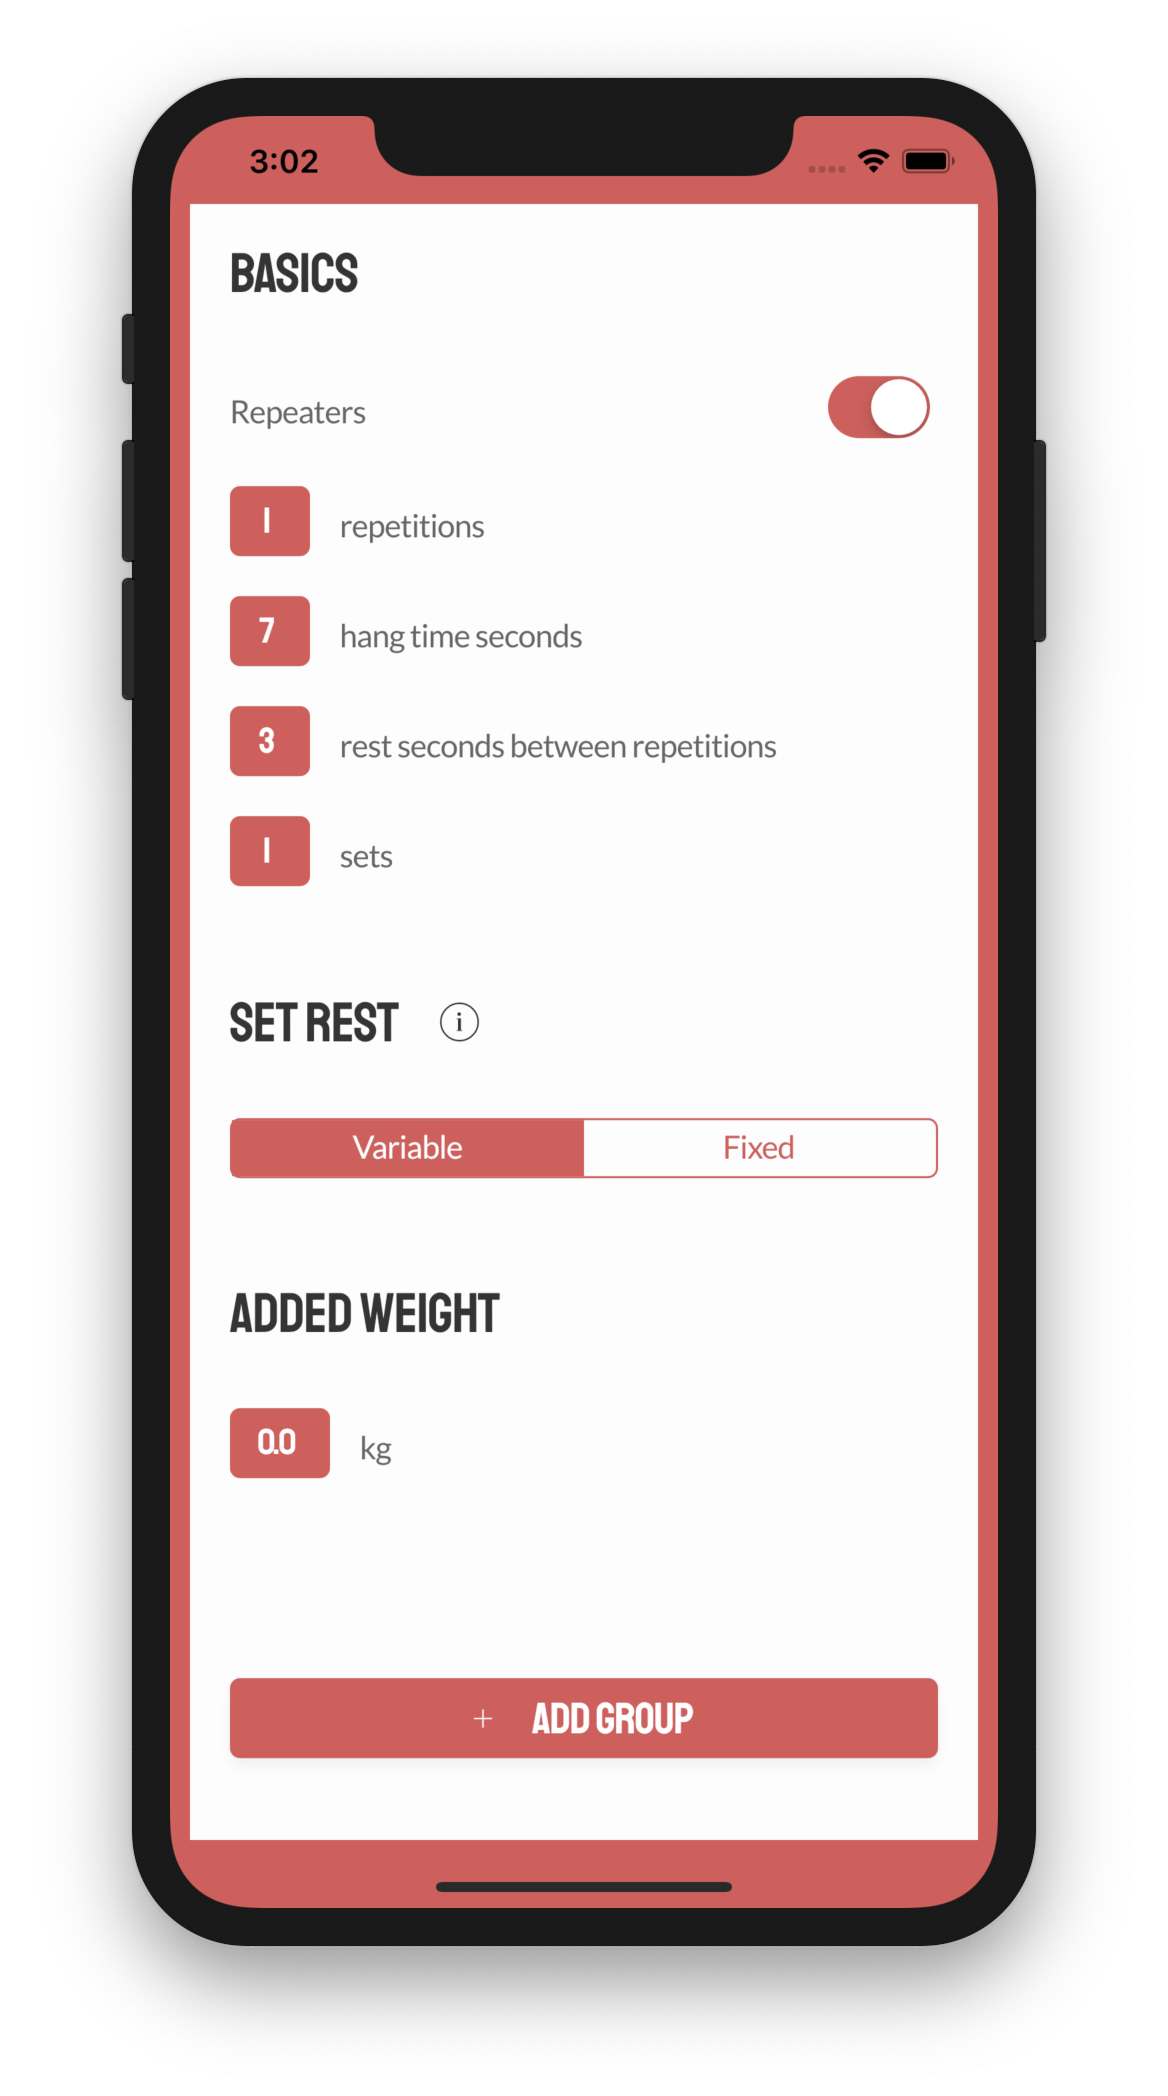 3:02
BASICS
Repeaters
1 repetitions
7 hang time seconds
3 rest seconds between repetitions
1 sets
SET REST i
Variable Fixed
ADDED WEIGHT
0.0 kg
+ ADD GROUP